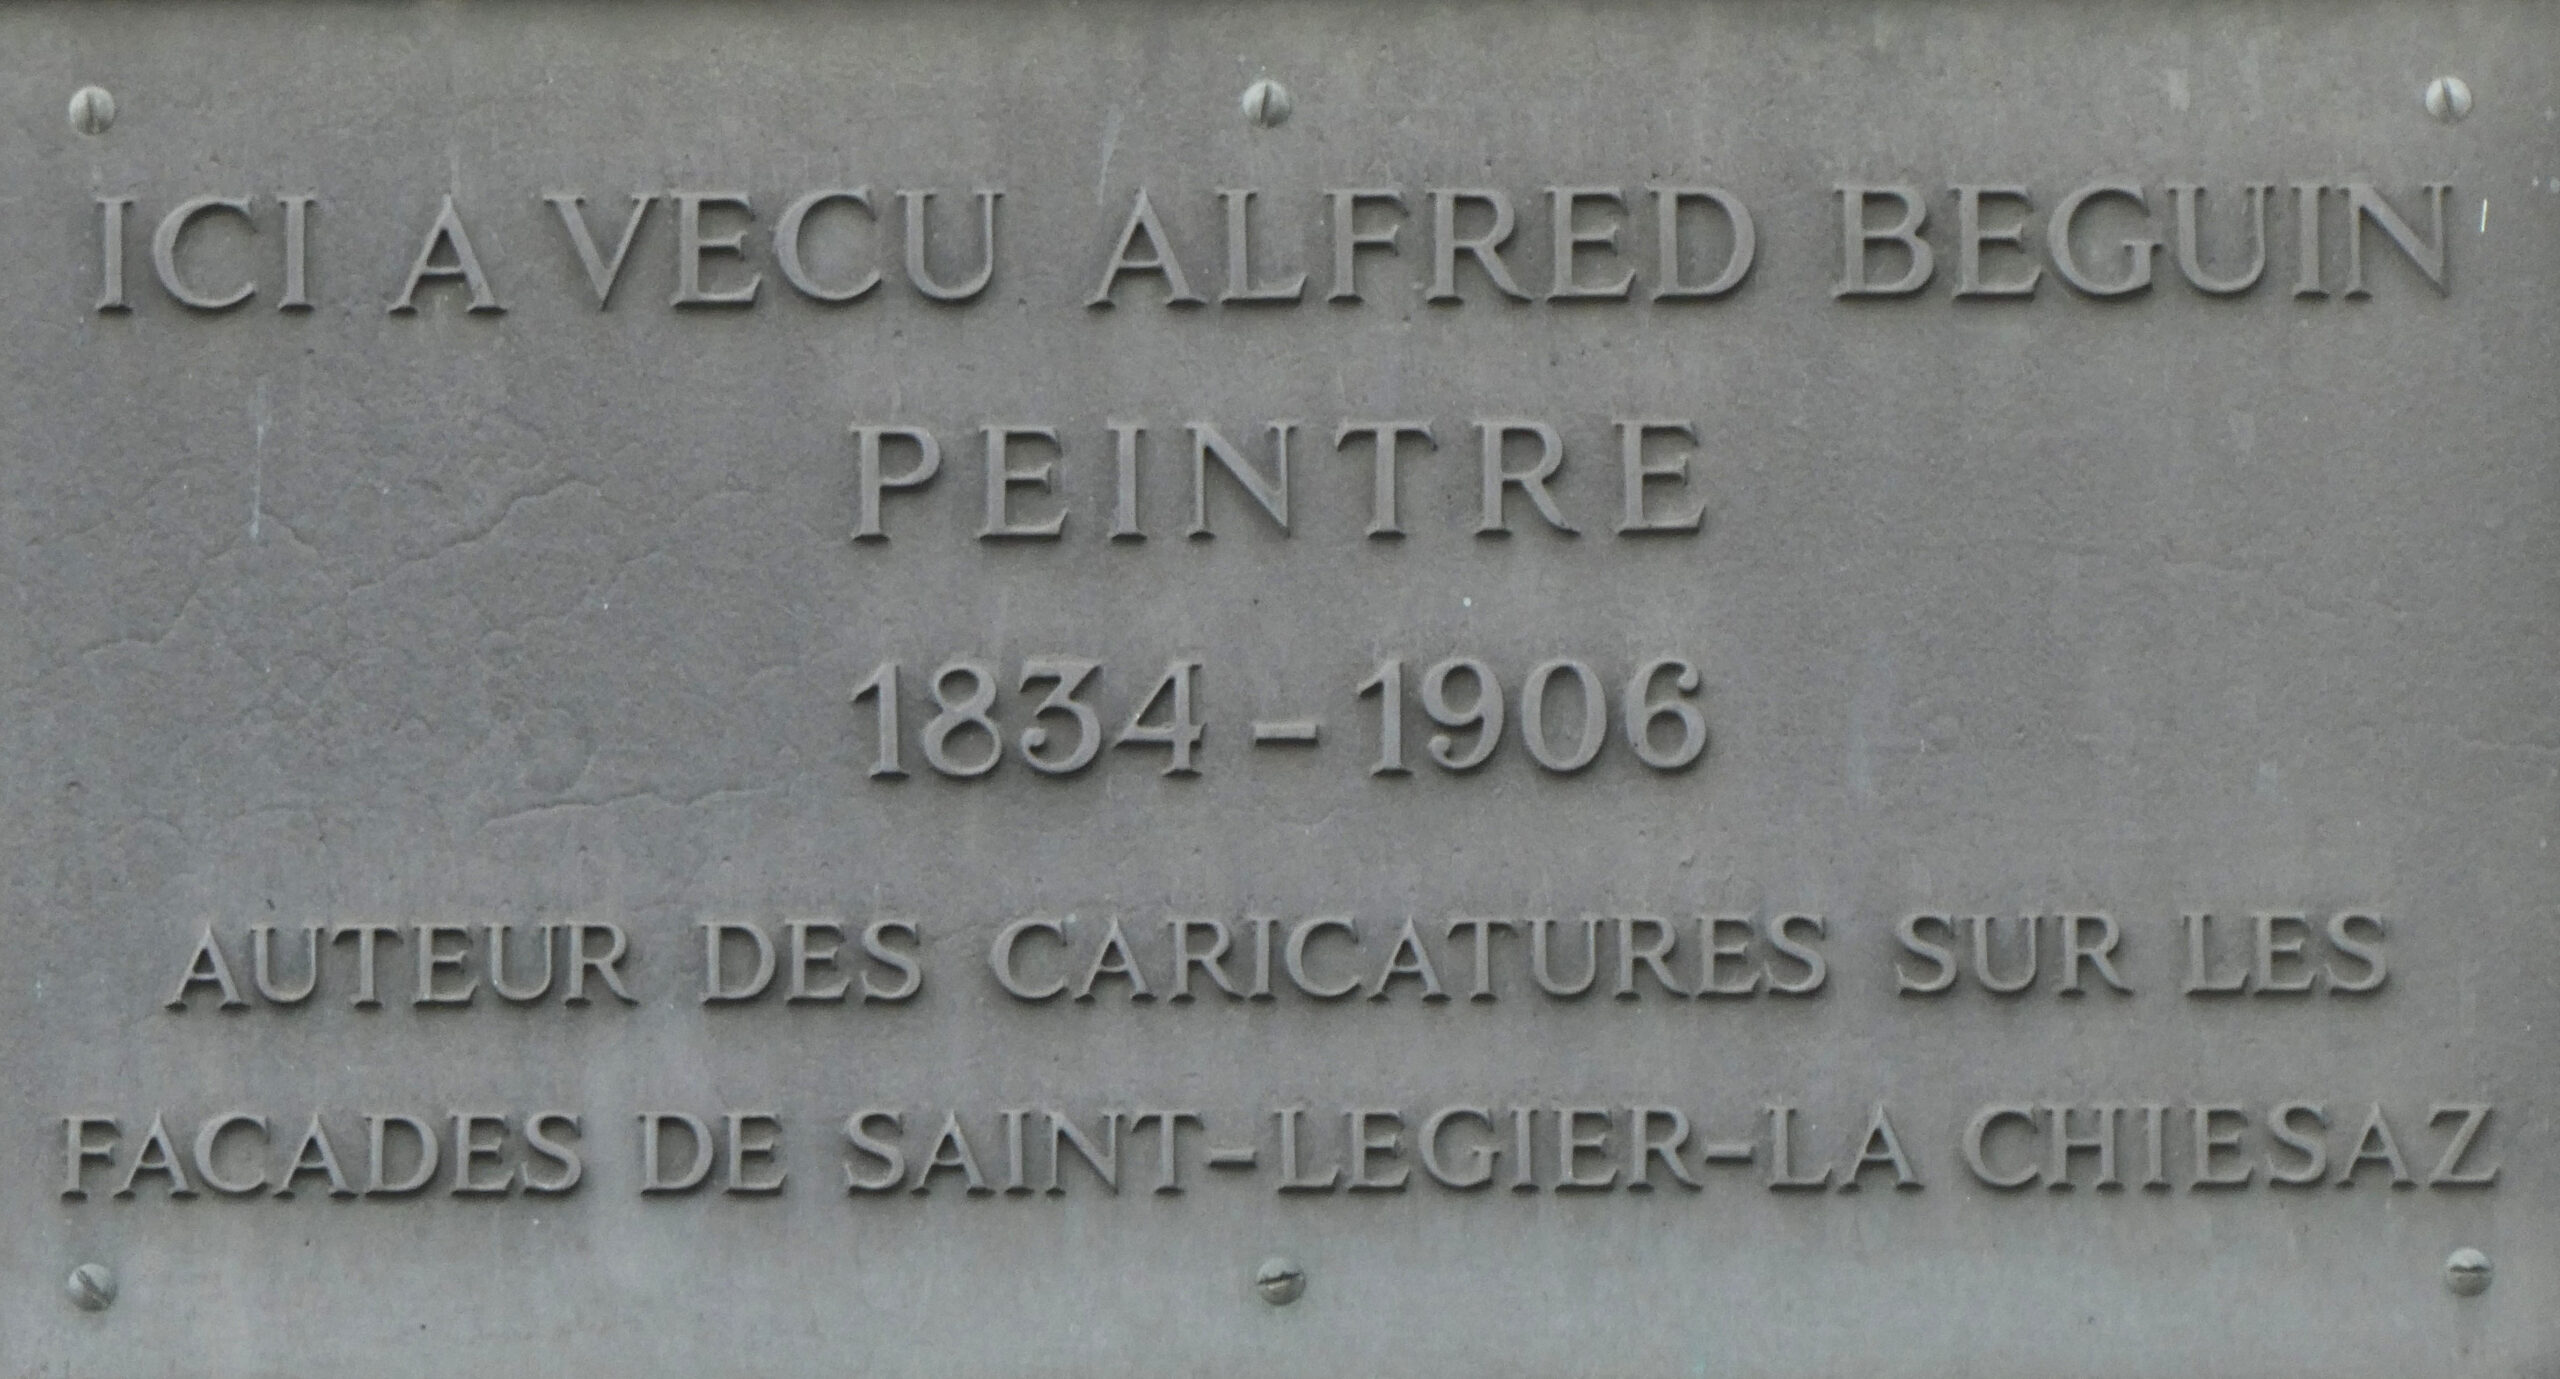 ICI A VECU ALFRED BEGUIN
PEINTRE
1834-1906
AUTEUR DES CARICATURES SUR LES
FACADES DE SAINT-LEGIER-LA CHIESAZ